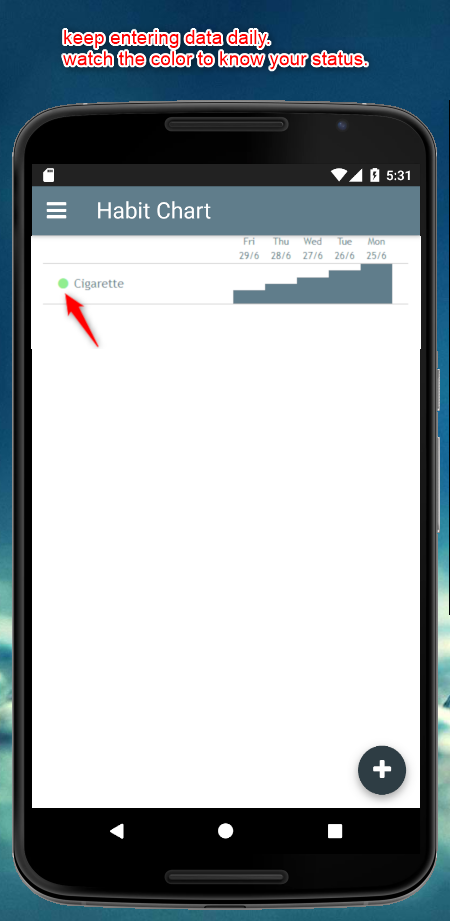 keep entering data daily.
watch the color to know your status.
5:31
Habit Chart
Fri Thu Wed Tue Mon
29/6 28/6 27/6 26/6 25/6
Cigarette